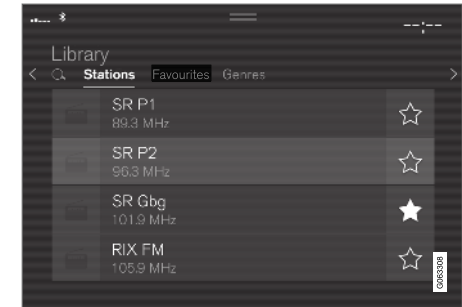 --:--
Library
Stations Favourites Genres
SR P1
89.3 MHz
SR P2
96.3 MHz
SR Gbg
101.9 MHz
RIX FM
105.9 MHz
G063308